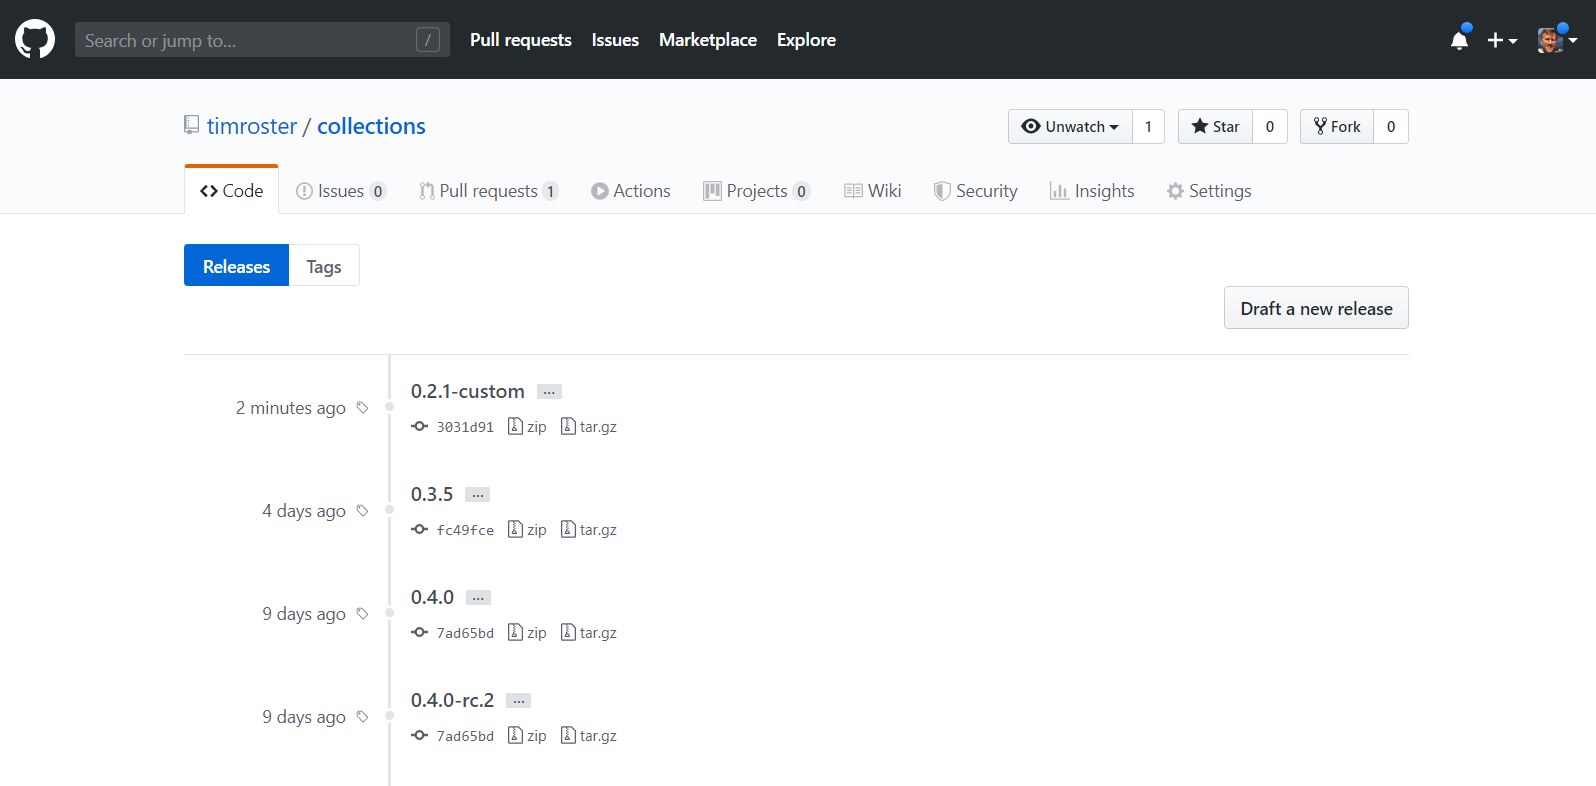 Search or jump to... /
Pull requests Issues Marketplace Explore
timroster / collections
Unwatch 1 Star 0 Fork 0
Code Issues 0 Pull requests 1 Actions Projects 0 Wiki Security Insights Settings
Releases Tags
Draft a new release
0.2.1-custom ...
2 minutes ago
3031d91 zip tar.gz
0.3.5 ...
4 days ago
fc49fce zip tar.gz
0.4.0 ...
9 days ago
7ad65bd zip tar.gz
0.4.0-rc.2 ...
9 days ago
7ad65bd zip tar.gz